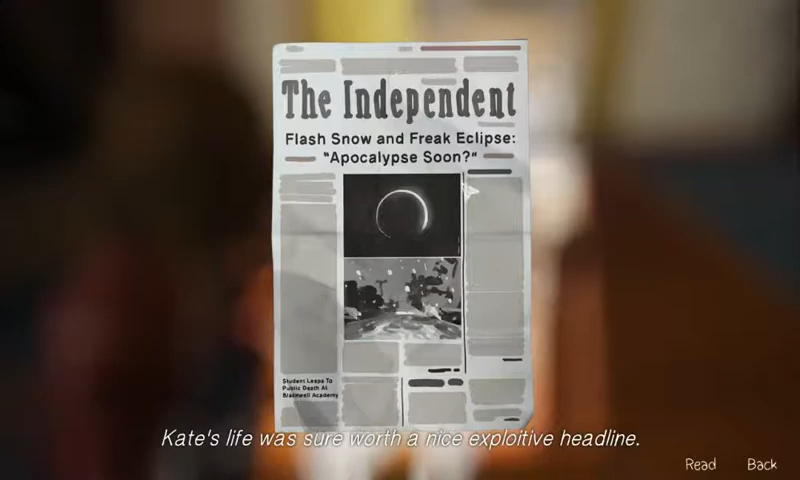 The Independent
Flash Snow and Freak Eclipse:
"Apocalypse Soon?"
Student Leaps To
Public Death At
Blackwell Academy
Kate's life was sure worth a nice exploitive headline.
Read Back